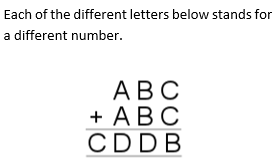 Each of the different letters below stands for
a different number.
A B C
+ A B C
C D D B